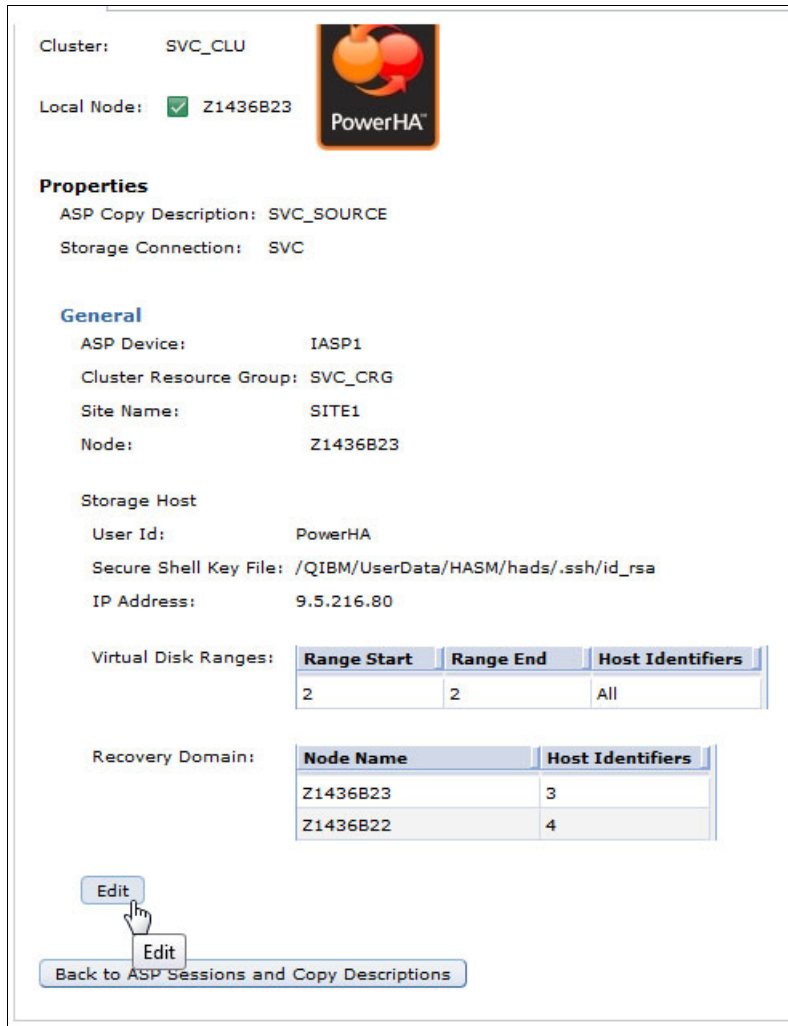 Cluster: SVC_CLU
Local Node: Z1436B23
PowerHA™
Properties
ASP Copy Description: SVC_SOURCE
Storage Connection: SVC
General
ASP Device: IASP1
Cluster Resource Group: SVC_CRG
Site Name: SITE1
Node: Z1436B23
Storage Host
User Id: PowerHA
Secure Shell Key File: /QIBM/UserData/HASM/hads/.ssh/id_rsa
IP Address: 9.5.216.80
Virtual Disk Ranges: Range Start Range End Host Identifiers
2 2 All
Recovery Domain: Node Name Host Identifiers
Z1436B23 3
Z1436B22 4
Edit
Edit
Back to ASP Sessions and Copy Descriptions